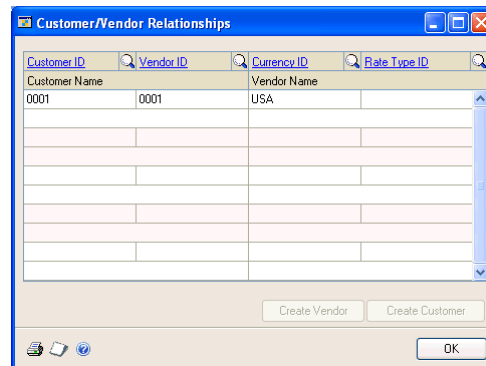 Customer/Vendor Relationships
Customer ID Vendor ID Currency ID Rate Type ID
Customer Name Vendor Name
0001 0001 USA
Create Vendor Create Customer
OK